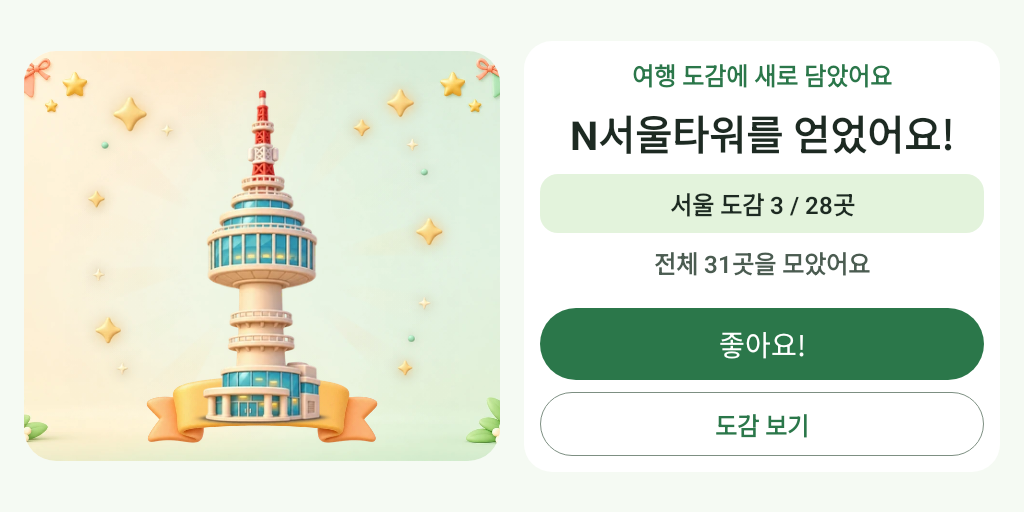 여행 도감에 새로 담았어요
N서울타워를 얻었어요!
서울 도감 3 / 28곳
전체 31곳을 모았어요
좋아요!
도감 보기